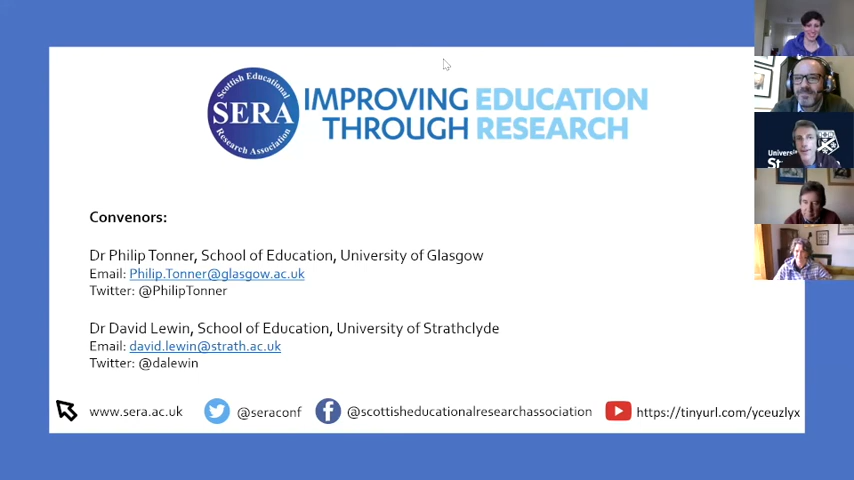 Scottish Educational
SERA
Research Association
IMPROVING EDUCATION
THROUGH RESEARCH
Convenors:
Dr Philip Tonner, School of Education, University of Glasgow
Email: Philip.Tonner@glasgow.ac.uk
Twitter: @PhilipTonner
Dr David Lewin, School of Education, University of Strathclyde
Email: david.lewin@strath.ac.uk
Twitter: @dalewin
www.sera.ac.uk
@seraconf
@scottisheducationalresearchassociation
https://tinyurl.com/yceuzlyx
Univers
St